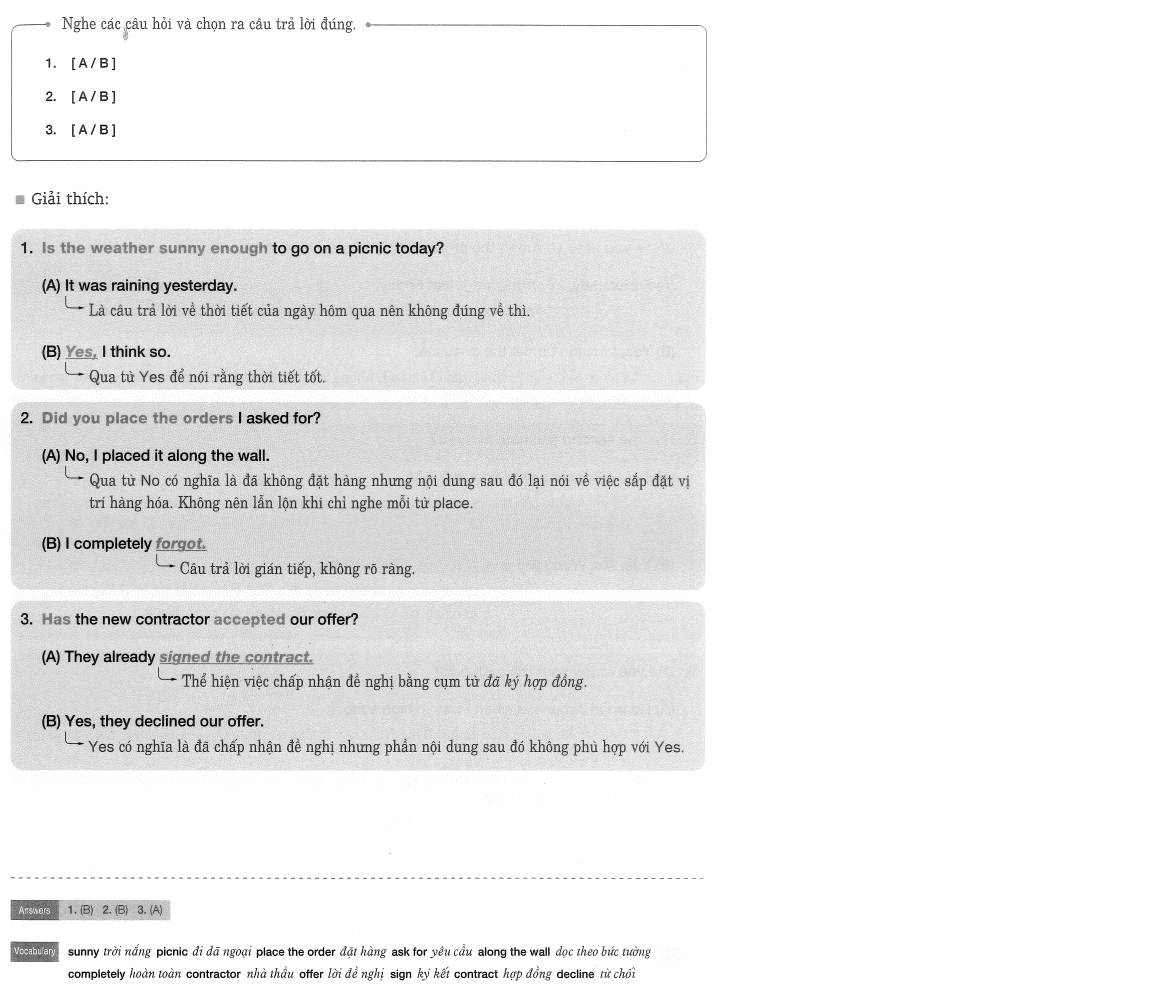 Nghe các câu hỏi và chọn ra câu trả lời đúng.
1. [ A / B ]
2. [ A / B ]
3. [ A / B ]
Giải thích:
1. Is the weather sunny enough to go on a picnic today?
(A) It was raining yesterday.
Là câu trả lời về thời tiết của ngày hôm qua nên không đúng về thì.
(B) Yes, I think so.
Qua từ Yes để nói rằng thời tiết tốt.
2. Did you place the orders I asked for?
(A) No, I placed it along the wall.
Qua từ No có nghĩa là đã không đặt hàng nhưng nội dung sau đó lại nói về việc sắp đặt vị
trí hàng hóa. Không nên lẫn lộn khi chỉ nghe mỗi từ place.
(B) I completely forgot.
Câu trả lời gián tiếp, không rõ ràng.
3. Has the new contractor accepted our offer?
(A) They already signed the contract.
Thể hiện việc chấp nhận đề nghị bằng cụm từ đã ký hợp đồng.
(B) Yes, they declined our offer.
Yes có nghĩa là đã chấp nhận đề nghị nhưng phần nội dung sau đó không phù hợp với Yes.
Answers 1. (B) 2. (B) 3. (A)
Vocabulary sunny trời nắng picnic đi dã ngoại place the order đặt hàng ask for yêu cầu along the wall dọc theo bức tường
completely hoàn toàn contractor nhà thầu offer lời đề nghị sign ký kết contract hợp đồng decline từ chối